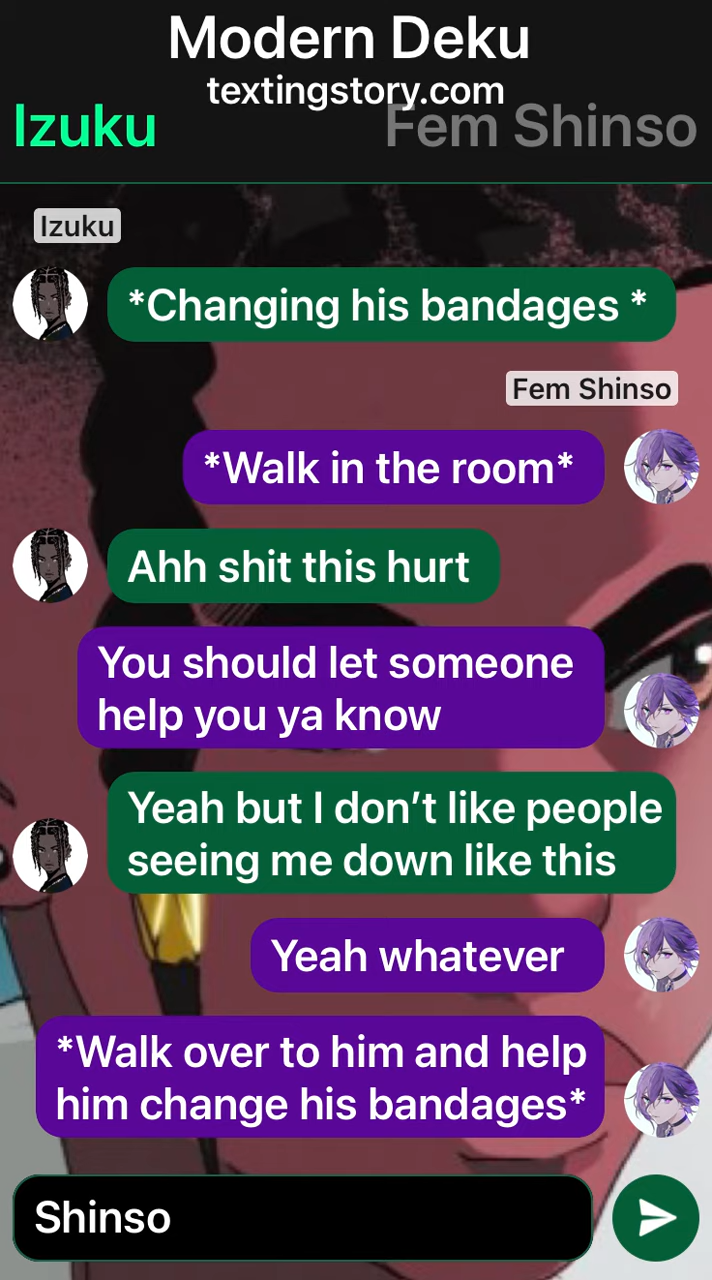 Modern Deku
textingstory.com
Izuku
Fem Shinso
Izuku
*Changing his bandages *
Fem Shinso
*Walk in the room*
Ahh shit this hurt
You should let someone
help you ya know
Yeah but I don’t like people
seeing me down like this
Yeah whatever
*Walk over to him and help
him change his bandages*
Shinso